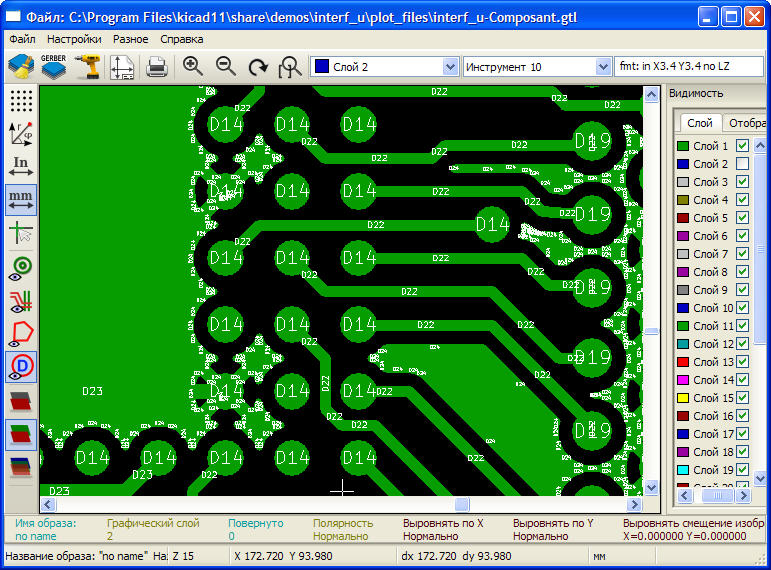 Файл: C:\Program Files\kicad11\share\demos\interf_u\plot_files\interf_u-Composant.gtl
Файл Настройки Разное Справка
GERBER
Слой 2
Инструмент 10
fmt: in X3.4 Y3.4 no LZ
Видимость
Слой Отобра
In
mm
D
Слой 1
Слой 2
Слой 3
Слой 4
Слой 5
Слой 6
Слой 7
Слой 8
Слой 9
Слой 10
Слой 11
Слой 12
Слой 13
Слой 14
Слой 15
Слой 16
Слой 17
Слой 18
Слой 19
D22
D22
D14 D14 D14
D22
D19
D22
D14 D14 D14
D22
D22
D19
D22
D14
D22
D14 D14 D14
D22
D22
D19
D22
D22
D14 D14 D14
D22
D22
D22
D19
D22
D23
D14 D14 D14
D22
D22
D22
D19
D14 D14 D14 D14 D14
D22
D23
D22
D23
Имя образа: Графический слой Повернуто Полярность Выровнять по X Выровнять по Y Выровнять смещение изобр
no name 2 0 Нормально Нормально Нормально X=0.000000 Y=0.000000
Название образа: "no name" На: Z 15 X 172.720 Y 93.980 dx 172.720 dy 93.980 мм